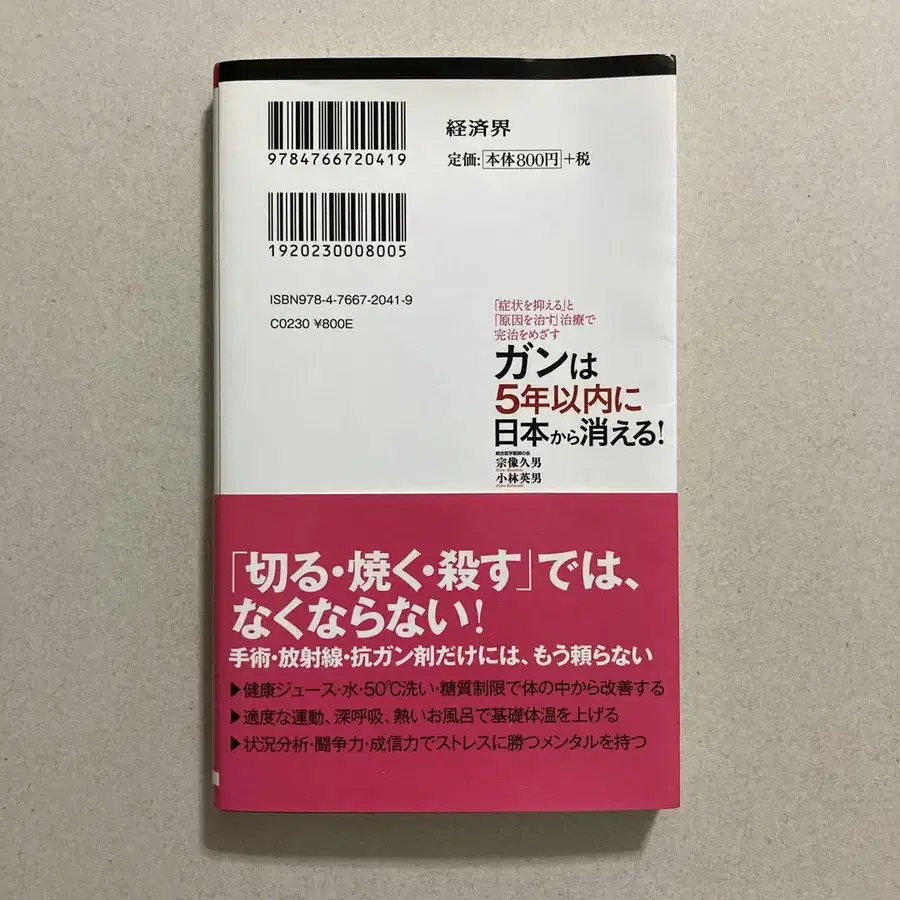 9784766720419
経済界
定価:本体800円+税
1920230008005
ISBN978-4-7667-2041-9
C0230 ¥800E
「症状を抑える」と
「原因を治す」治療で
完治をめざす
ガンは
5年以内に
日本から消える!
統合医学医師の会
宗像久男
小林英男
「切る・焼く・殺す」では、
なくならない!
手術・放射線・抗ガン剤だけには、もう頼らない
▶健康ジュース・水・50℃洗い・糖質制限で体の中から改善する
▶適度な運動、深呼吸、熱いお風呂で基礎体温を上げる
▶状況分析・闘争力・成信力でストレスに勝つメンタルを持つ